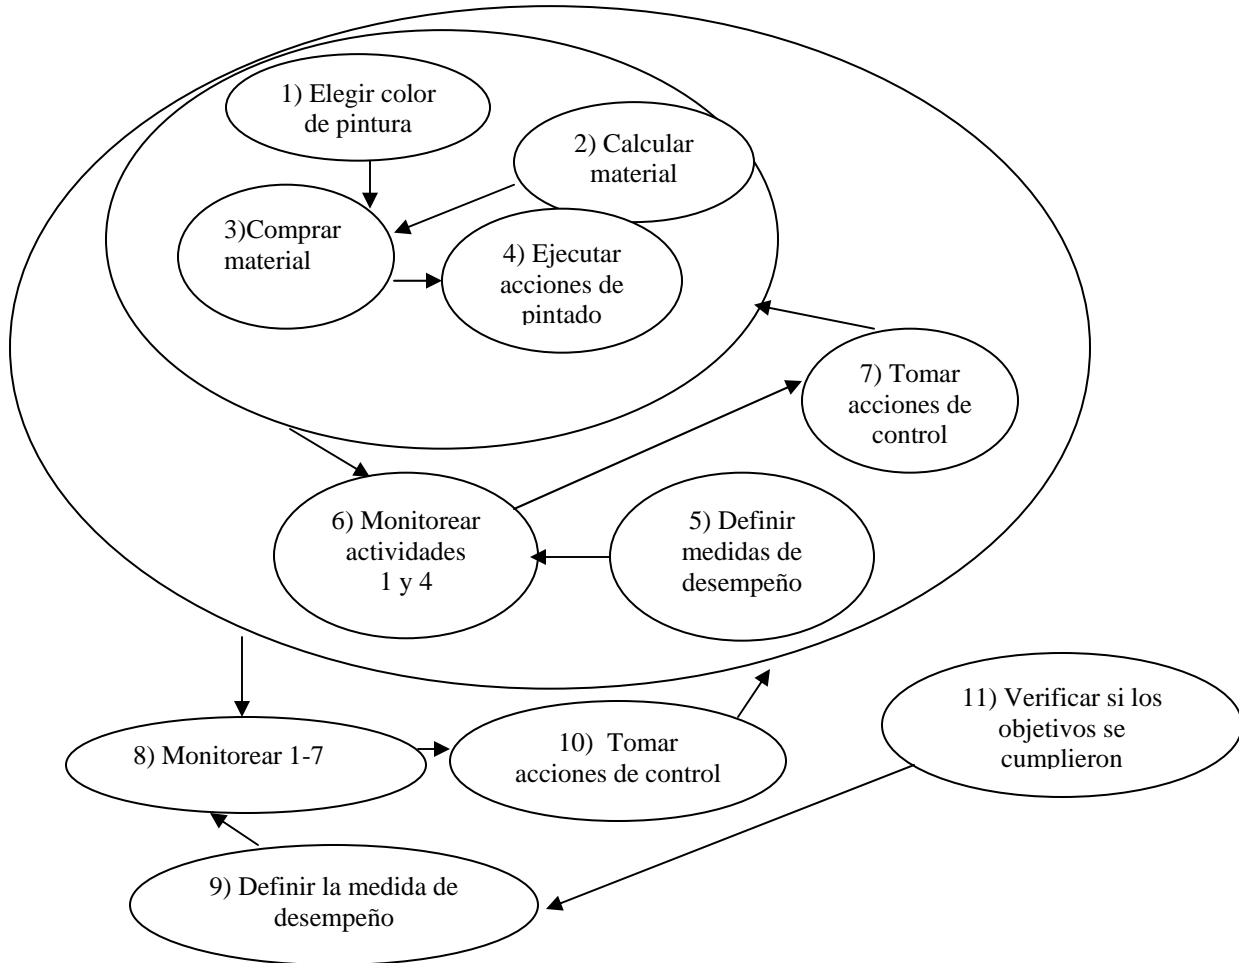 1) Elegir color
de pintura
2) Calcular
material
3)Comprar
material
4) Ejecutar
acciones de
pintado
7) Tomar
acciones de
control
6) Monitorear
actividades
1 y 4
5) Definir
medidas de
desempeño
11) Verificar si los
objetivos se
cumplieron
8) Monitorear 1-7
10) Tomar
acciones de control
9) Definir la medida de
desempeño